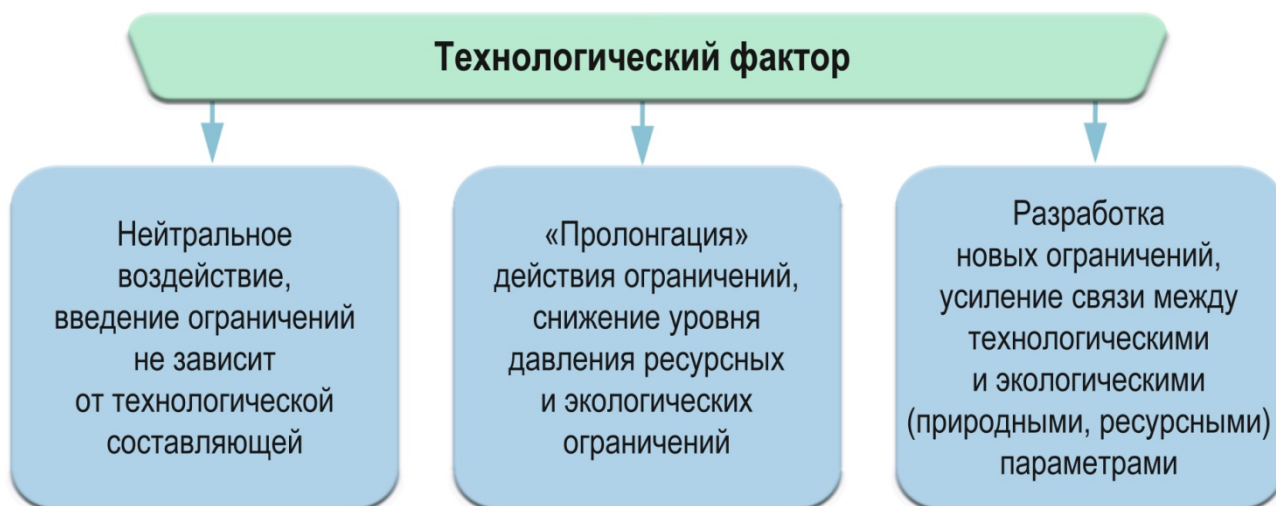 Технологический фактор
Нейтральное
воздействие,
введение ограничений
не зависит
от технологической
составляющей
«Пролонгация»
действия ограничений,
снижение уровня
давления ресурсных
и экологических
ограничений
Разработка
новых ограничений,
усиление связи между
технологическими
и экологическими
(природными, ресурсными)
параметрами